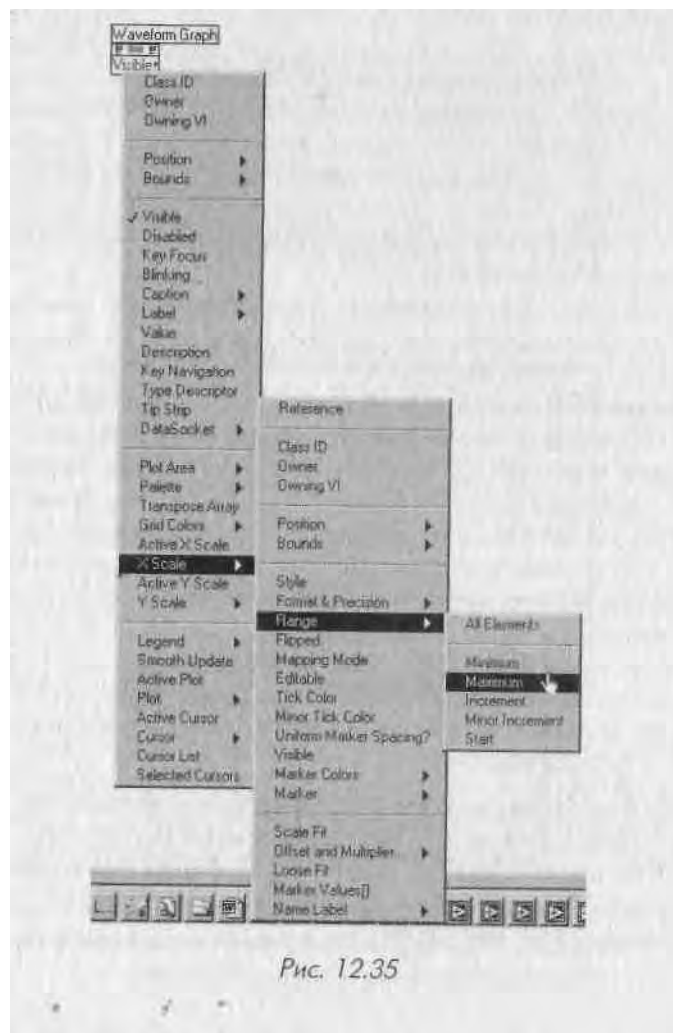 Waveform Graph
Visible
Class ID
Owner
Owning VI
Position
Bounds
Visible
Disabled
Key Focus
Blinking
Caption
Label
Value
Description
Key Navigation
Type Descriptor
Tip Strip
DataSocket
Plot Area
Palette
Transpose Array
Grid Colors
Active X Scale
X Scale
Active Y Scale
Y Scale
Legend
Smooth Update
Active Plot
Plot
Active Cursor
Cursor
Cursor List
Selected Cursors
Reference
Class ID
Owner
Owning VI
Position
Bounds
Style
Format & Precision
Range
Flipped
Mapping Mode
Editable
Tick Color
Minor Tick Color
Uniform Marker Spacing?
Visible
Marker Colors
Marker
Scale Fit
Offset and Multiplier
Loose Fit
Marker Values[]
Name Label
All Elements
Minimum
Maximum
Increment
Minor Increment
Start
Рис. 12.35